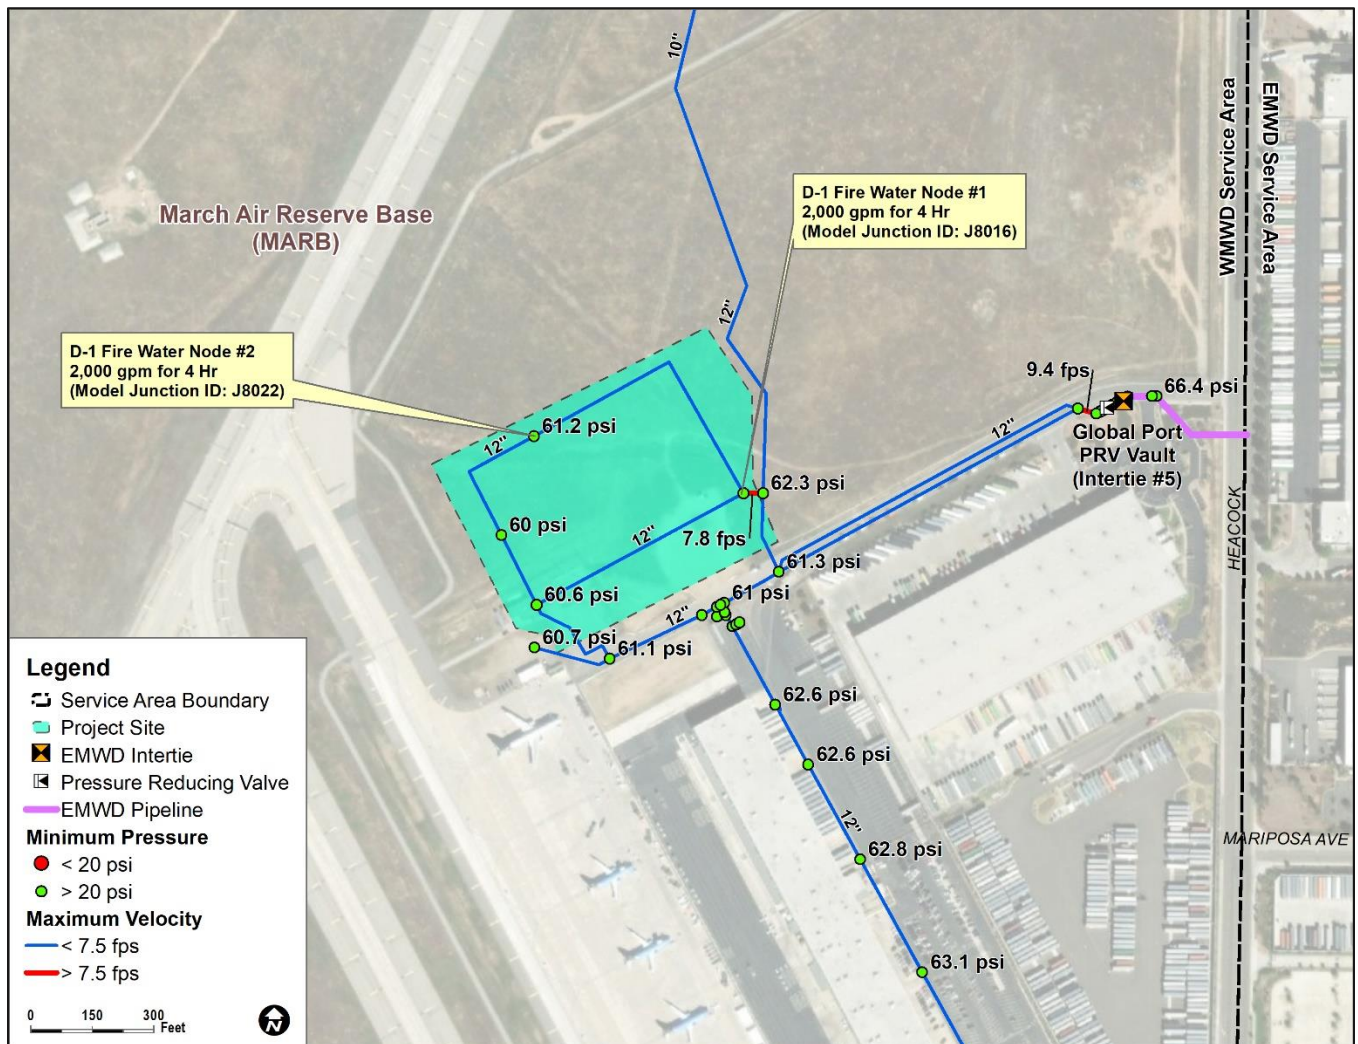 10"
D-1 Fire Water Node #1
2,000 gpm for 4 Hr
(Model Junction ID: J8016)
WMWD Service Area
EMWD Service Area
March Air Reserve Base
(MARB)
12"
D-1 Fire Water Node #2
2,000 gpm for 4 Hr
(Model Junction ID: J8022)
9.4 fps
66.4 psi
61.2 psi
12"
12"
Global Port
PRV Vault
(Intertie #5)
62.3 psi
60 psi
12"
7.8 fps
61.3 psi
HEACOCK
60.6 psi
61 psi
12"
60.7 psi
61.1 psi
62.6 psi
62.6 psi
12"
62.8 psi
MARIPOSA AVE
63.1 psi
Legend
Service Area Boundary
Project Site
EMWD Intertie
Pressure Reducing Valve
EMWD Pipeline
Minimum Pressure
< 20 psi
> 20 psi
Maximum Velocity
< 7.5 fps
> 7.5 fps
0 150 300
Feet
N